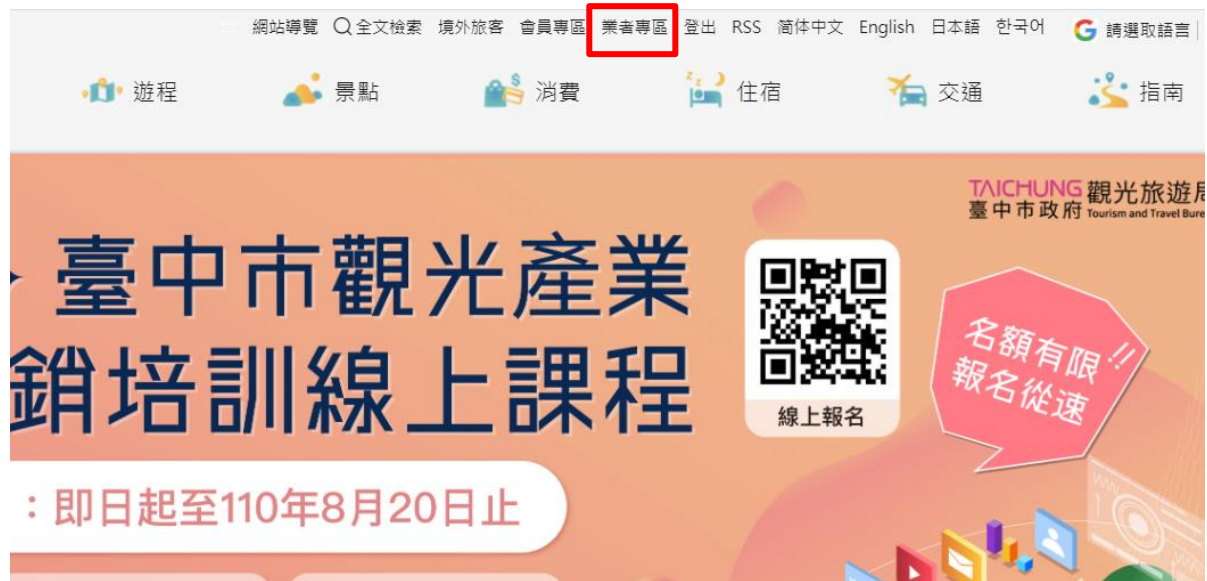 網站導覽 全文檢索 境外旅客 會員專區 業者專區 登出 RSS 简体中文 English 日本語 한국어 G 請選取語言
遊程 景點 消費 住宿 交通 指南
TAICHUNG 觀光旅遊局
臺中市政府 Tourism and Travel Bure
臺中市觀光產業
銷培訓線上課程
線上報名
名額有限!!
報名從速
：即日起至110年8月20日止